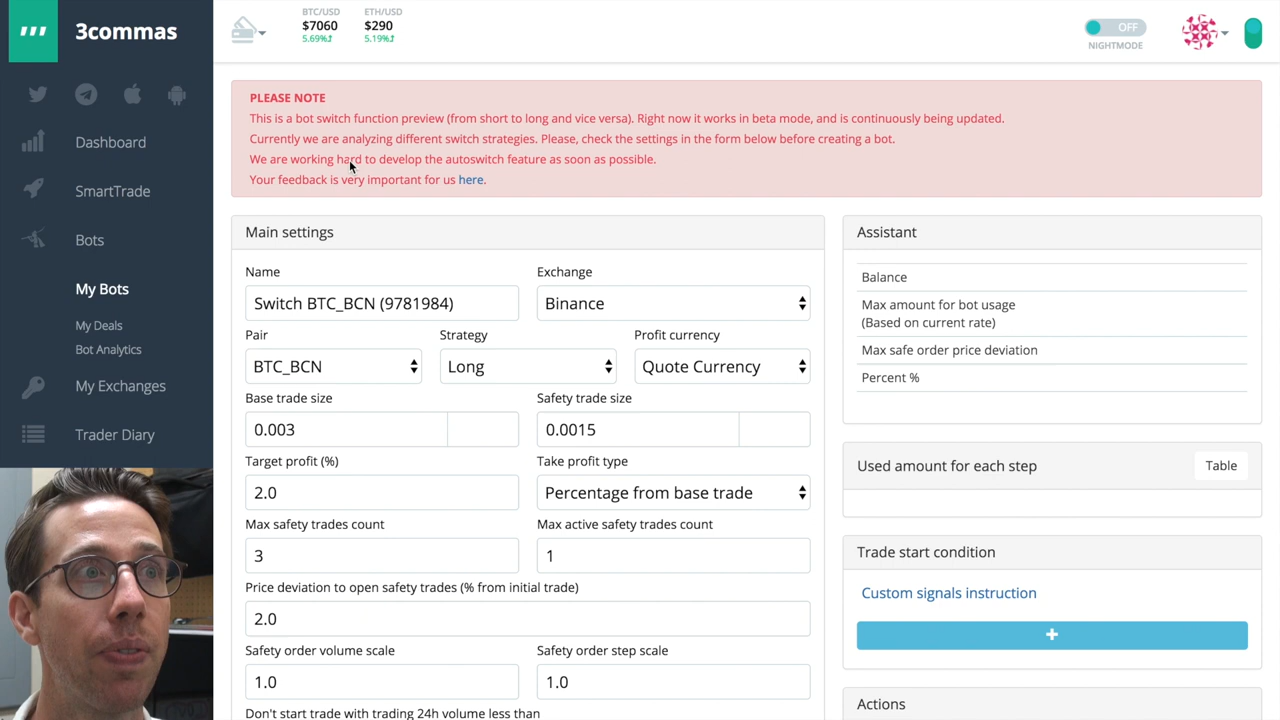 3commas
BTC/USD
$7060
5.69%
ETH/USD
$290
5.19%
OFF
NIGHTMODE
Dashboard
SmartTrade
Bots
My Bots
My Deals
Bot Analytics
My Exchanges
Trader Diary
PLEASE NOTE
This is a bot switch function preview (from short to long and vice versa). Right now it works in beta mode, and is continuously being updated.
Currently we are analyzing different switch strategies. Please, check the settings in the form below before creating a bot.
We are working hard to develop the autoswitch feature as soon as possible.
Your feedback is very important for us here.
Main settings
Name
Exchange
Switch BTC_BCN (9781984)
Binance
Pair
Strategy
Profit currency
BTC_BCN
Long
Quote Currency
Base trade size
Safety trade size
0.003
0.0015
Target profit (%)
Take profit type
2.0
Percentage from base trade
Max safety trades count
Max active safety trades count
3
1
Price deviation to open safety trades (% from initial trade)
2.0
Safety order volume scale
Safety order step scale
1.0
1.0
Don't start trade with trading 24h volume less than
Assistant
Balance
Max amount for bot usage
(Based on current rate)
Max safe order price deviation
Percent %
Used amount for each step
Table
Trade start condition
Custom signals instruction
+
Actions